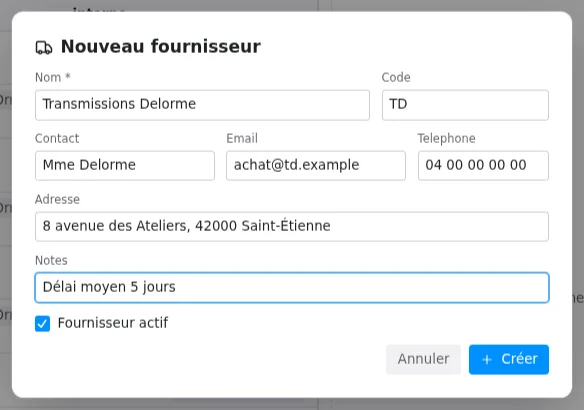 Nouveau fournisseur
Nom * Code
Transmissions Delorme TD
Contact Email Telephone
Mme Delorme achat@td.example 04 00 00 00 00
Adresse
8 avenue des Ateliers, 42000 Saint-Étienne
Notes
Délai moyen 5 jours
Fournisseur actif
Annuler + Créer